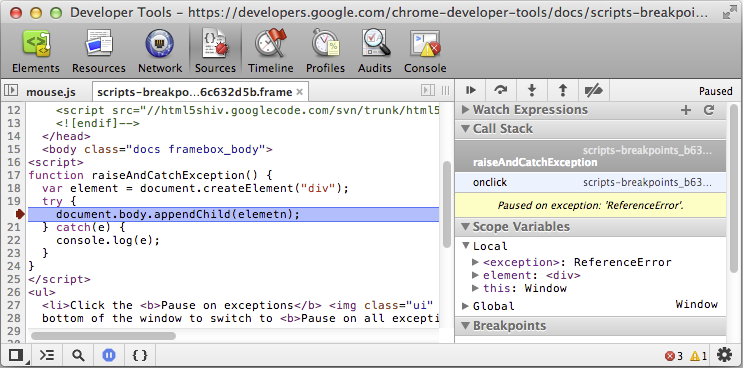 Developer Tools - https://developers.google.com/chrome-developer-tools/docs/scripts-breakpoi...
Elements Resources Network Sources Timeline Profiles Audits Console
mouse.js scripts-breakpo...6c632d5b.frame ×
Paused
12 <script src="//html5shiv.googlecode.com/svn/trunk/html5
13 <![endif]-->
14 </head>
15 <body class="docs framebox_body">
16 <script>
17 function raiseAndCatchException() {
18 var element = document.createElement("div");
19 try {
document.body.appendChild(elemetn);
21 } catch(e) {
22 console.log(e);
23 }
24 }
25 </script>
26 <ul>
27 <li>Click the <b>Pause on exceptions</b> <img class="ui"
28 bottom of the window to switch to <b>Pause on all excepti
29
Watch Expressions
Call Stack
scripts-breakpoints_b63...
raiseAndCatchException
onclick scripts-breakpoints_b63...
Paused on exception: 'ReferenceError'.
Scope Variables
Local
<exception>: ReferenceError
element: <div>
this: Window
Global Window
Breakpoints
{} 3 1